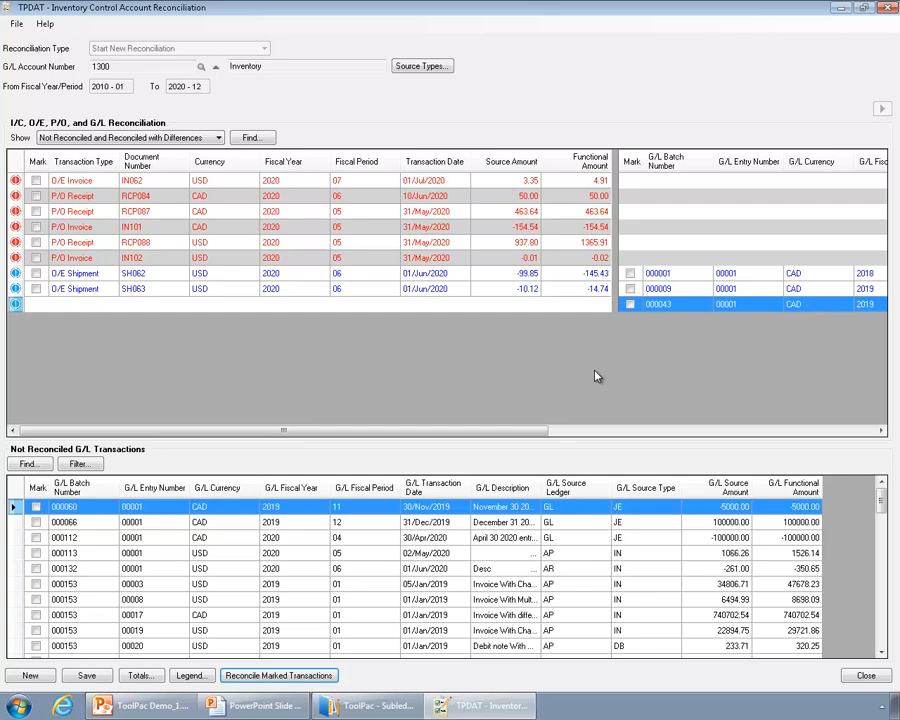 TPDAT - Inventory Control Account Reconciliation
File Help
Reconciliation Type Start New Reconciliation
G/L Account Number 1300 Inventory Source Types...
From Fiscal Year/Period 2010 - 01 To 2020 - 12
I/C, O/E, P/O, and G/L Reconciliation
Show Not Reconciled and Reconciled with Differences Find...
Mark Transaction Type Document Number Currency Fiscal Year Fiscal Period Transaction Date Source Amount Functional Amount Mark G/L Batch Number G/L Entry Number G/L Currency G/L Fisc
O/E Invoice IN062 USD 2020 07 01/Jul/2020 3.35 4.91
P/O Receipt RCP084 CAD 2020 06 10/Jun/2020 50.00 50.00
P/O Receipt RCP087 CAD 2020 05 31/May/2020 463.64 463.64
P/O Invoice IN101 CAD 2020 05 31/May/2020 -154.54 -154.54
P/O Receipt RCP088 USD 2020 05 31/May/2020 937.80 1365.91
P/O Invoice IN102 USD 2020 05 31/May/2020 -0.01 -0.02
O/E Shipment SH062 USD 2020 06 01/Jun/2020 -99.85 -145.43 000001 00001 CAD 2018
O/E Shipment SH063 USD 2020 06 01/Jun/2020 -10.12 -14.74 000009 00001 CAD 2019
000043 00001 CAD 2019
Not Reconciled G/L Transactions
Find... Filter...
Mark G/L Batch Number G/L Entry Number G/L Currency G/L Fiscal Year G/L Fiscal Period G/L Transaction Date G/L Description G/L Source Ledger G/L Source Type G/L Source Amount G/L Functional Amount
000060 00001 CAD 2019 11 30/Nov/2019 November 30 20... GL JE -5000.00 -5000.00
000066 00001 CAD 2019 12 31/Dec/2019 December 31 20... GL JE 100000.00 100000.00
000112 00001 CAD 2020 04 30/Apr/2020 April 30 2020 entr... GL JE -100000.00 -100000.00
000113 00001 USD 2020 05 02/May/2020 ... AP IN 1066.26 1526.14
000132 00001 USD 2020 06 Desc ... AR IN -261.00 -350.65
000153 00003 USD 2019 01 05/Jan/2019 Invoice With Cha... AP IN 34806.71 47678.23
000153 00008 USD 2019 01 01/Jan/2019 Invoice With Mult... AP IN 6494.99 8698.09
000153 00017 CAD 2019 01 01/Jan/2019 Invoice With diffe... AP IN 740702.54 740702.54
000153 00019 USD 2019 01 01/Jan/2019 Invoice With Cha... AP IN 22894.75 29721.86
000153 00020 USD 2019 01 01/Jan/2019 Debit note With ... AP DB 233.71 320.25
New Save Totals... Legend... Reconcile Marked Transactions Close
ToolPac Demo_1.... PowerPoint Slide ... ToolPac - Subled... TPDAT - Inventor...